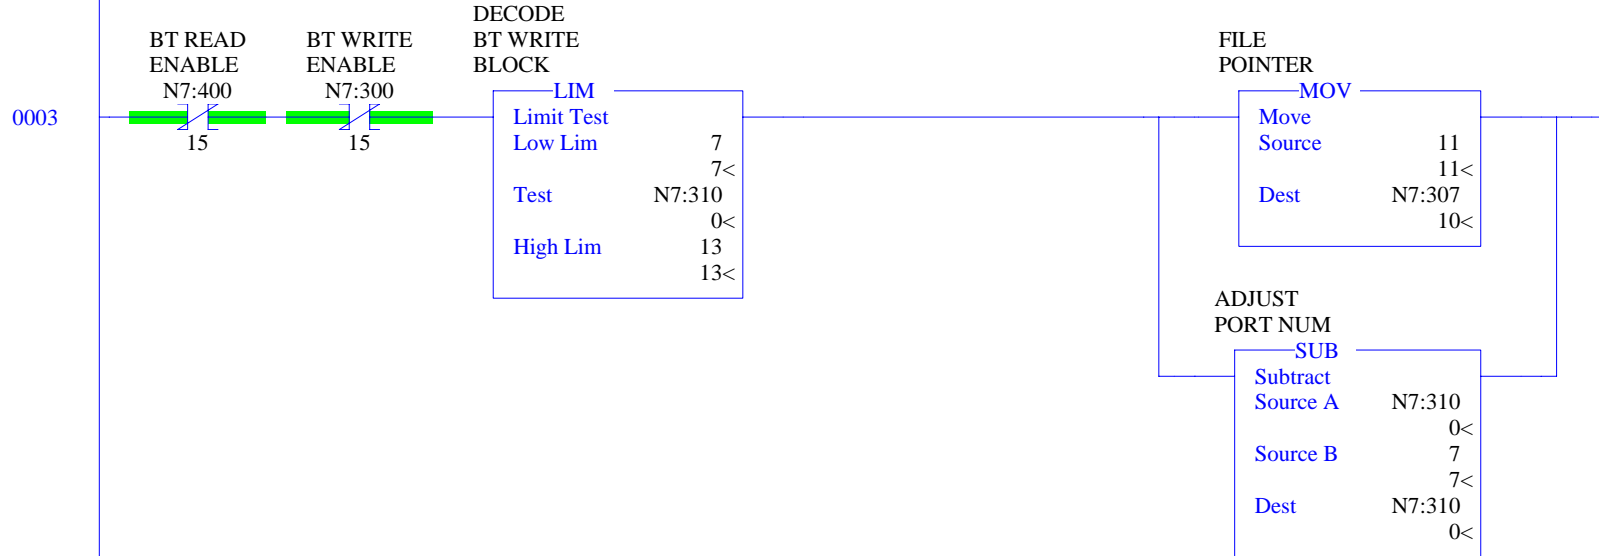 0003
BT READ
ENABLE
N7:400
15
BT WRITE
ENABLE
N7:300
15
DECODE
BT WRITE
BLOCK
LIM
Limit Test
Low Lim 7
7<
Test N7:310
0<
High Lim 13
13<
FILE
POINTER
MOV
Move
Source 11
11<
Dest N7:307
10<
ADJUST
PORT NUM
SUB
Subtract
Source A N7:310
0<
Source B 7
7<
Dest N7:310
0<